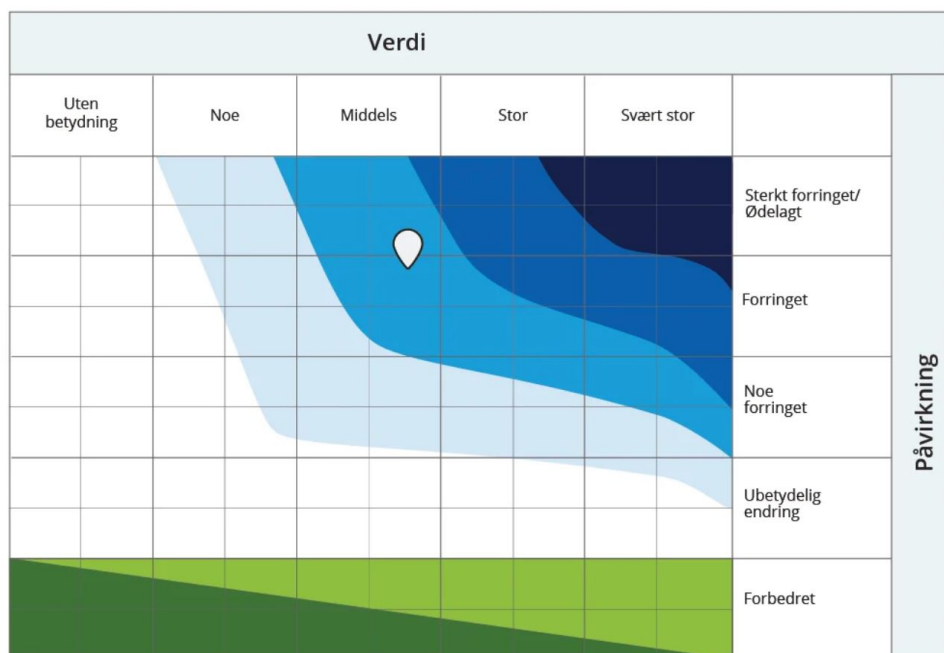 Verdi
Uten
betydning
Noe
Middels
Stor
Svært stor
Sterkt forringet/
Ødelagt
Forringet
Noe
forringet
Ubetydelig
endring
Forbedret
Påvirkning